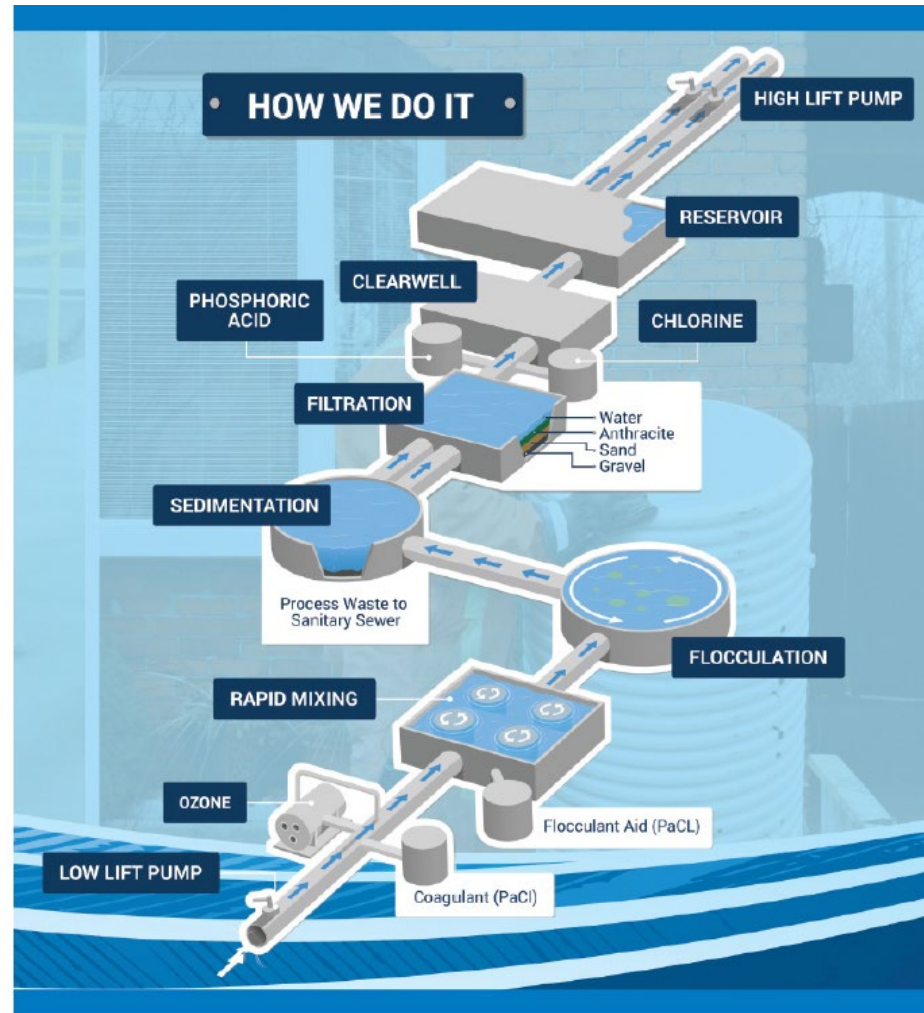 HOW WE DO IT
HIGH LIFT PUMP
RESERVOIR
CLEARWELL
PHOSPHORIC
ACID
CHLORINE
FILTRATION
Water
Anthracite
Sand
Gravel
SEDIMENTATION
Process Waste to
Sanitary Sewer
FLOCCULATION
RAPID MIXING
OZONE
Flocculant Aid (PaCL)
LOW LIFT PUMP
Coagulant (PaCl)